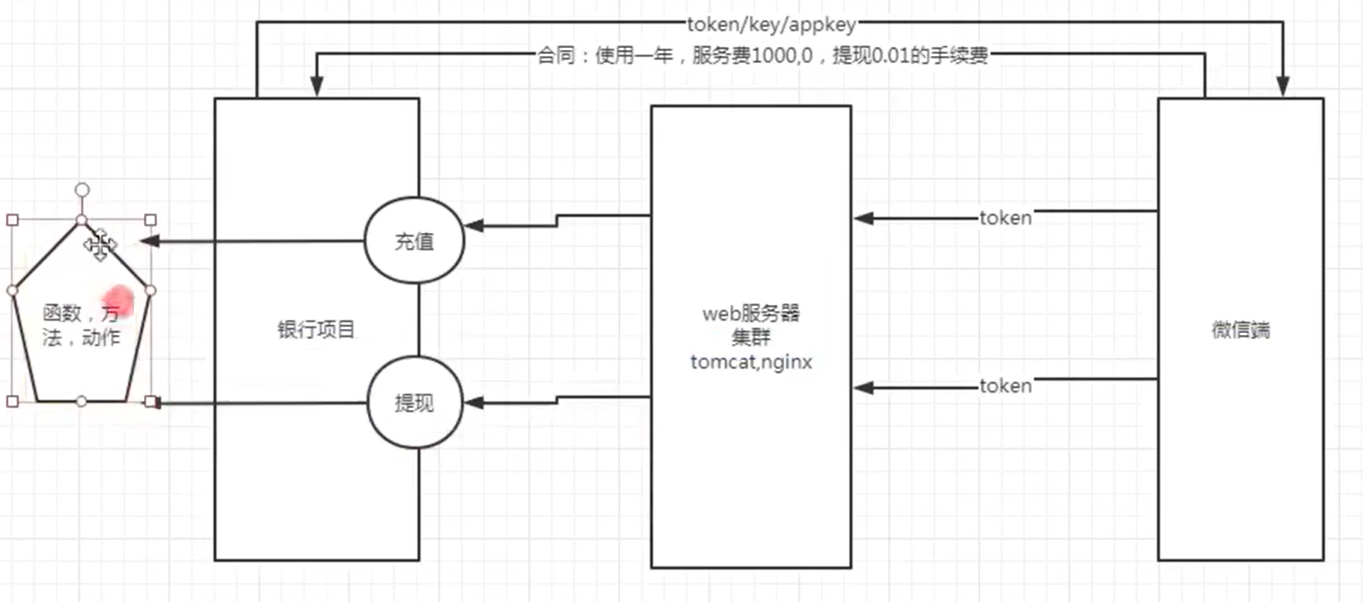 token/key/appkey
合同：使用一年，服务费1000,0，提现0.01的手续费
充值
token
函数，方
法，动作
银行项目
web服务器
集群
tomcat,nginx
微信端
token
提现